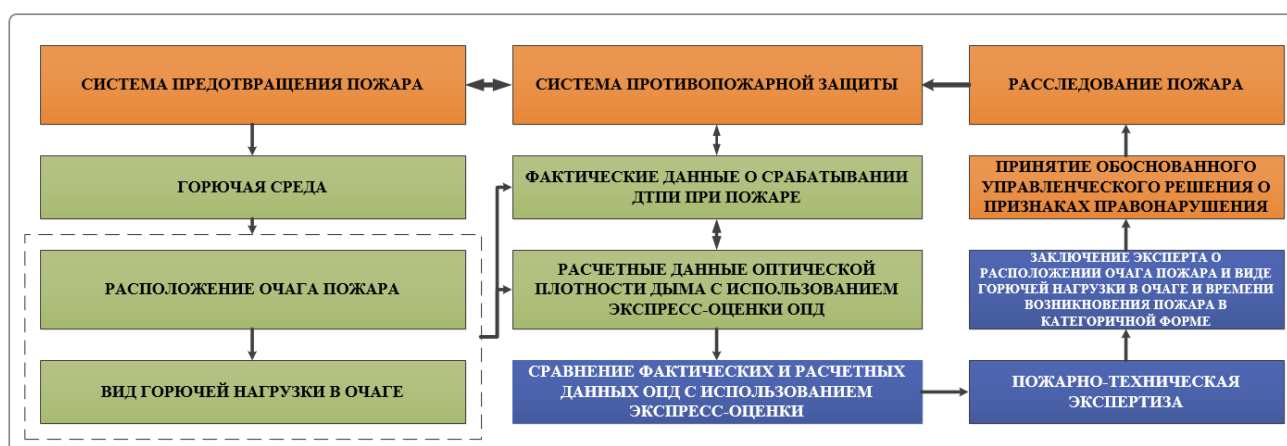 СИСТЕМА ПРЕДОТВРАЩЕНИЯ ПОЖАРА
СИСТЕМА ПРОТИВОПОЖАРНОЙ ЗАЩИТЫ
РАССЛЕДОВАНИЕ ПОЖАРА
ГОРЮЧАЯ СРЕДА
ФАКТИЧЕСКИЕ ДАННЫЕ О СРАБАТЫВАНИИ
ДТПИ ПРИ ПОЖАРЕ
ПРИНЯТИЕ ОБОСНОВАННОГО
УПРАВЛЕНЧЕСКОГО РЕШЕНИЯ О
ПРИЗНАКАХ ПРАВОНАРУШЕНИЯ
РАСПОЛОЖЕНИЕ ОЧАГА ПОЖАРА
РАСЧЕТНЫЕ ДАННЫЕ ОПТИЧЕСКОЙ
ПЛОТНОСТИ ДЫМА С ИСПОЛЬЗОВАНИЕМ
ЭКСПРЕСС-ОЦЕНКИ ОПД
ЗАКЛЮЧЕНИЕ ЭКСПЕРТА О
РАСПОЛОЖЕНИИ ОЧАГА ПОЖАРА И ВИДЕ
ГОРЮЧЕЙ НАГРУЗКИ В ОЧАГЕ И ВРЕМЕНИ
ВОЗНИКНОВЕНИЯ ПОЖАРА В
КАТЕГОРИЧНОЙ ФОРМЕ
ВИД ГОРЮЧЕЙ НАГРУЗКИ В ОЧАГЕ
СРАВНЕНИЕ ФАКТИЧЕСКИХ И РАСЧЕТНЫХ
ДАННЫХ ОПД С ИСПОЛЬЗОВАНИЕМ
ЭКСПРЕСС-ОЦЕНКИ
ПОЖАРНО-ТЕХНИЧЕСКАЯ
ЭКСПЕРТИЗА